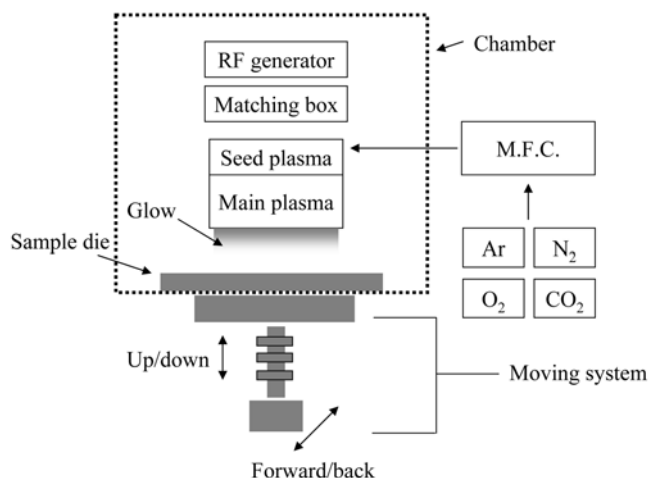 RF generator
Chamber
Matching box
Seed plasma
M.F.C.
Main plasma
Glow
Sample die
Ar
N₂
O₂
CO₂
Up/down
Moving system
Forward/back